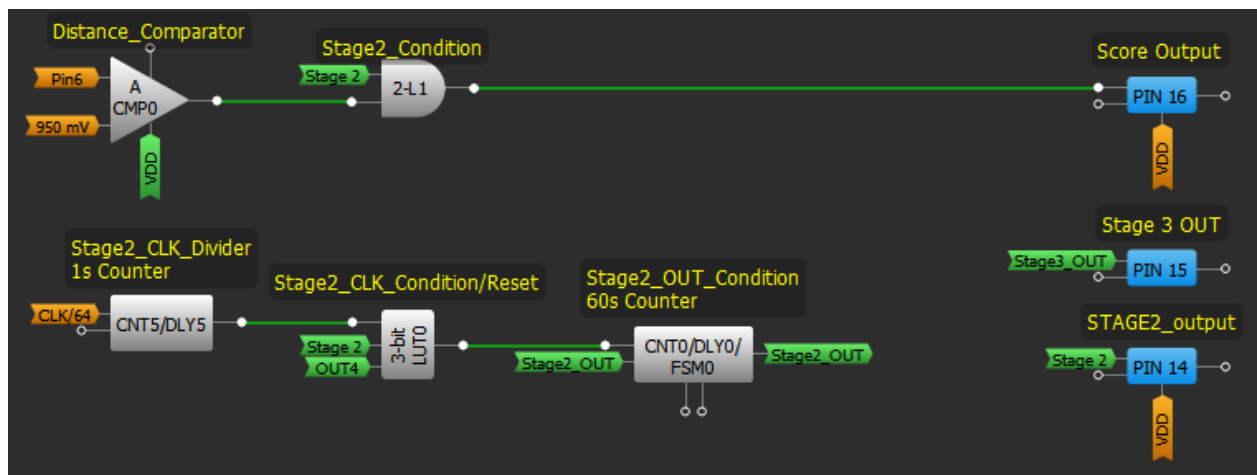 Distance_Comparator
Pin6
A
CMP0
950 mV
VDD
Stage2_Condition
Stage 2
2-L1
Score Output
PIN 16
VDD
Stage2_CLK_Divider
1s Counter
CLK/64
CNT5/DLY5
Stage2_CLK_Condition/Reset
Stage 2
OUT4
3-bit
LUT0
Stage2_OUT_Condition
60s Counter
Stage2_OUT
CNT0/DLY0/
FSM0
Stage2_OUT
Stage 3 OUT
Stage3_OUT
PIN 15
STAGE2_output
Stage 2
PIN 14
VDD